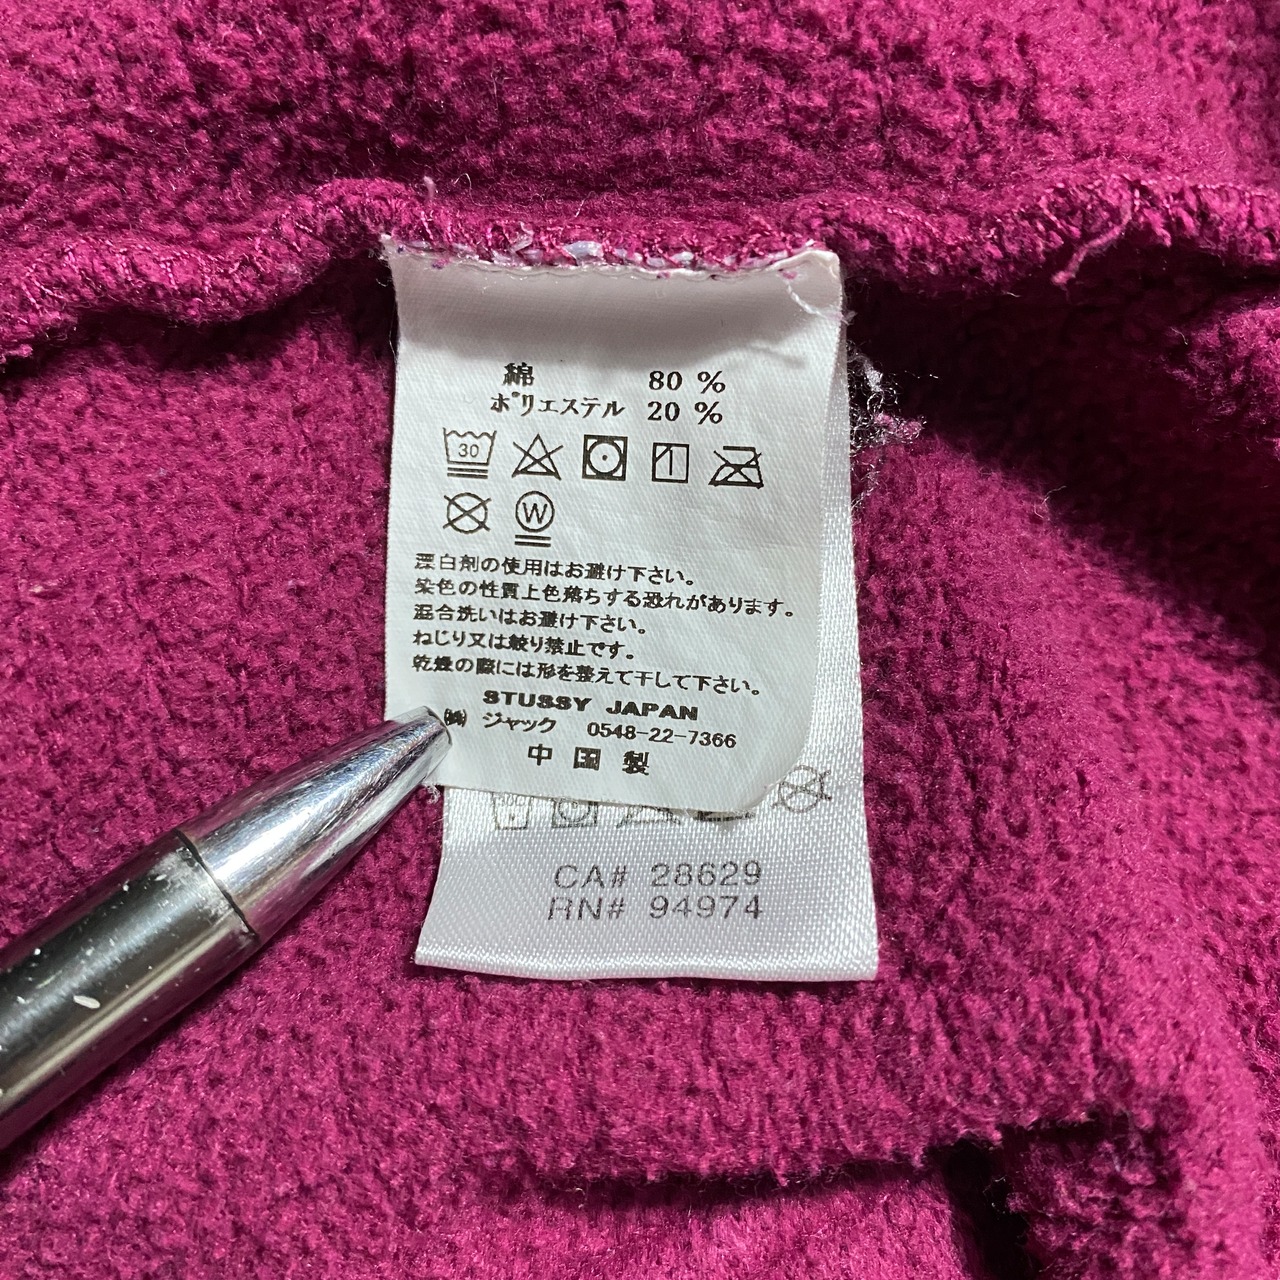 綿 80 %
ポリエステル 20 %
30
W
漂白剤の使用はお避け下さい。
染色の性質上色落ちする恐れがあります。
混合洗いはお避け下さい。
ねじり又は絞り禁止です。
乾燥の際には形を整えて干して下さい。
STUSSY JAPAN
㈱ ジャック 0548-22-7366
中国製
CA# 28629
RN# 94974